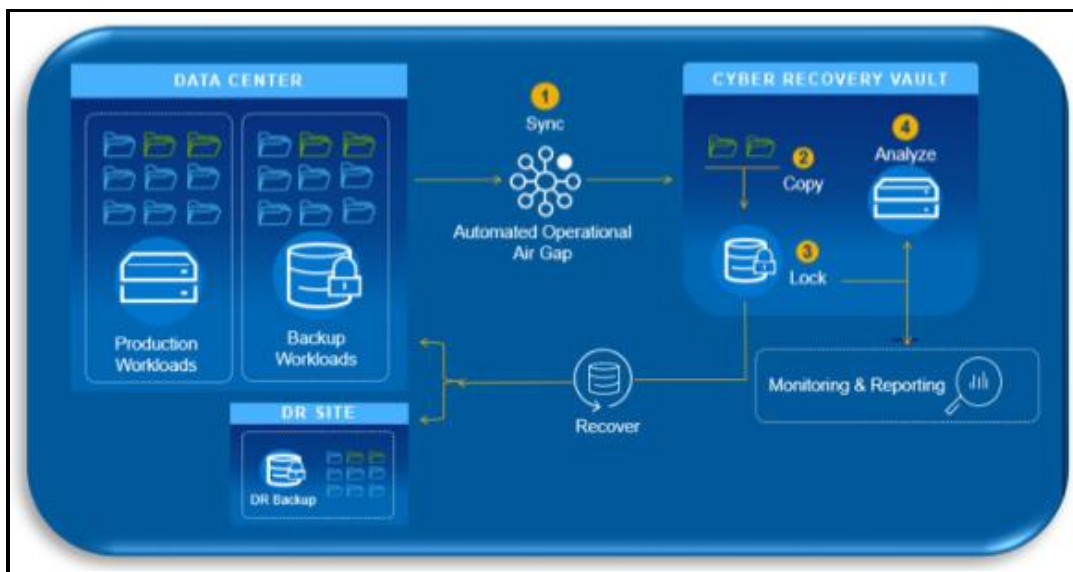 DATA CENTER
Production
Workloads
Backup
Workloads
1
Sync
Automated Operational
Air Gap
CYBER RECOVERY VAULT
2
Copy
3
Lock
4
Analyze
Monitoring & Reporting
Recover
DR SITE
DR Backup